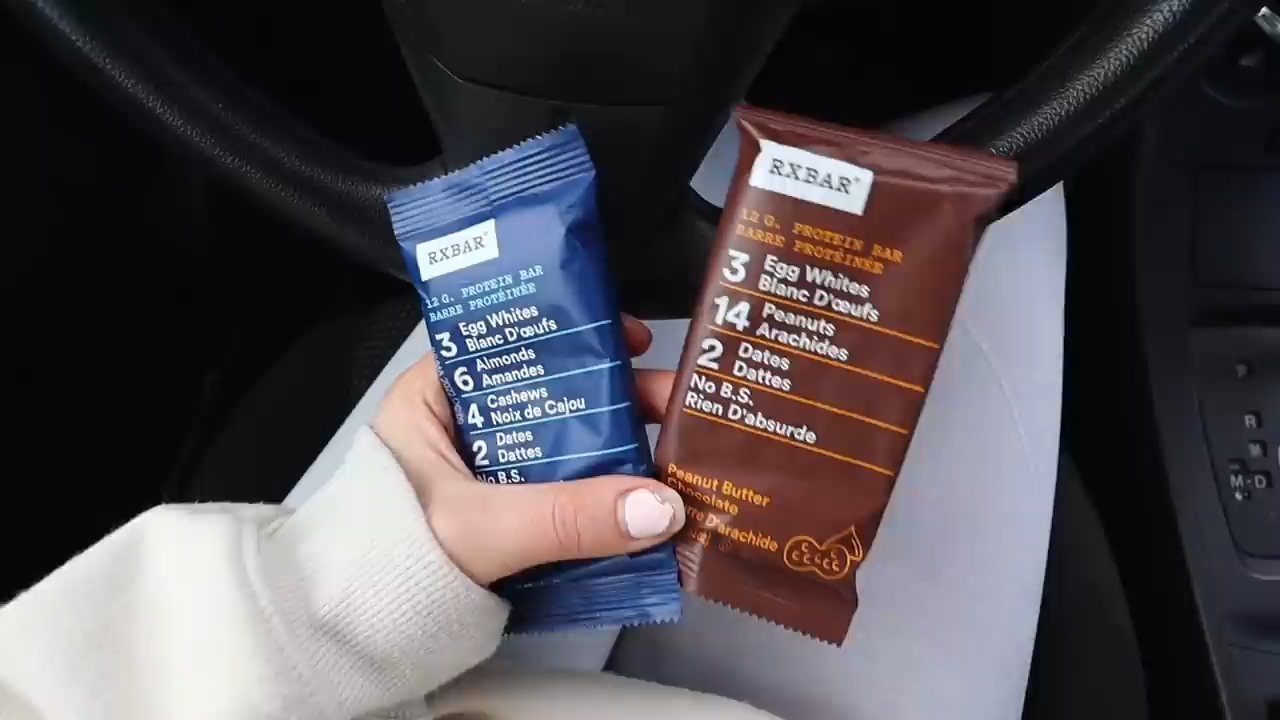 RXBAR®
12 G. PROTEIN BAR
BARRE PROTÉINÉE
3 Egg Whites
Blanc D'œufs
6 Almonds
Amandes
4 Cashews
Noix de Cajou
2 Dates
Dattes
No B.S.
RXBAR®
12 G. PROTEIN BAR
BARRE PROTÉINÉE
3 Egg Whites
Blanc D'œufs
14 Peanuts
Arachides
2 Dates
Dattes
No B.S.
Rien D'absurde
Peanut Butter
Chocolate
D'arachide
R
M-D